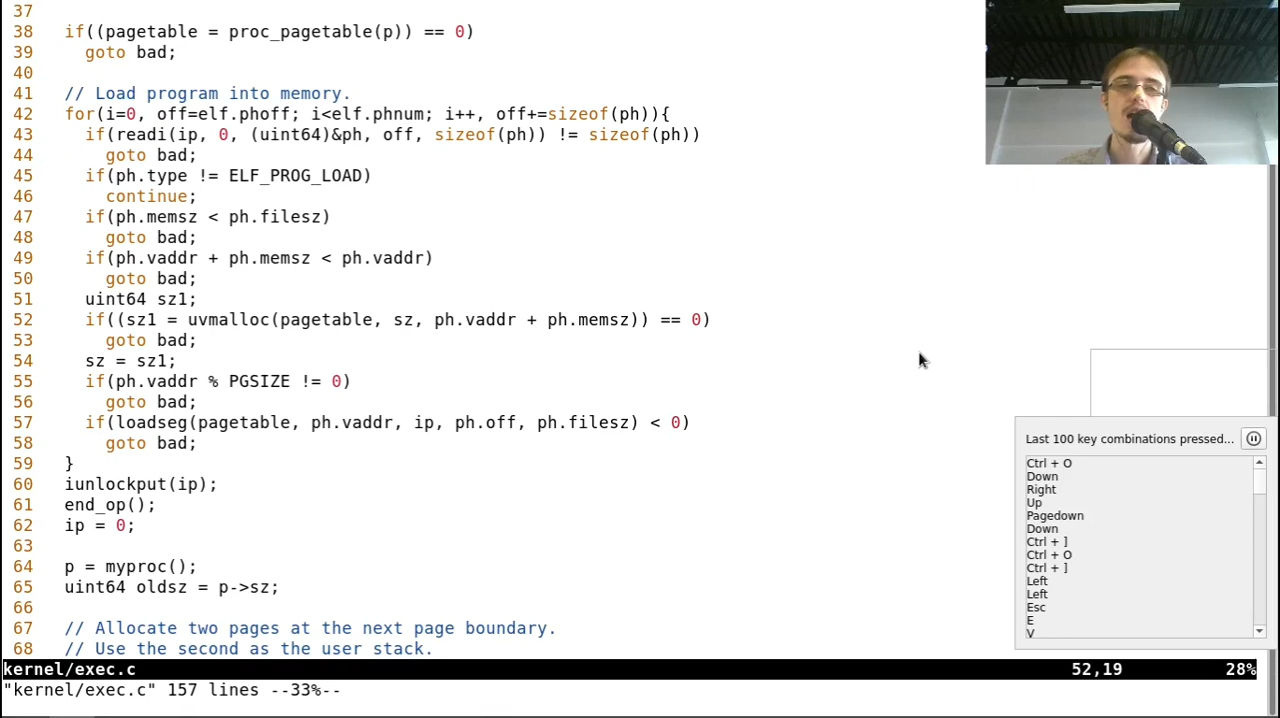 37
38 if((pagetable = proc_pagetable(p)) == 0)
39 goto bad;
40
41 // Load program into memory.
42 for(i=0, off=elf.phoff; i<elf.phnum; i++, off+=sizeof(ph)){
43 if(readi(ip, 0, (uint64)&ph, off, sizeof(ph)) != sizeof(ph))
44 goto bad;
45 if(ph.type != ELF_PROG_LOAD)
46 continue;
47 if(ph.memsz < ph.filesz)
48 goto bad;
49 if(ph.vaddr + ph.memsz < ph.vaddr)
50 goto bad;
51 uint64 sz1;
52 if((sz1 = uvmalloc(pagetable, sz, ph.vaddr + ph.memsz)) == 0)
53 goto bad;
54 sz = sz1;
55 if(ph.vaddr % PGSIZE != 0)
56 goto bad;
57 if(loadseg(pagetable, ph.vaddr, ip, ph.off, ph.filesz) < 0)
58 goto bad;
59 }
60 iunlockput(ip);
61 end_op();
62 ip = 0;
63
64 p = myproc();
65 uint64 oldsz = p->sz;
66
67 // Allocate two pages at the next page boundary.
68 // Use the second as the user stack.
kernel/exec.c 52,19 28%
"kernel/exec.c" 157 lines --33%--
Last 100 key combinations pressed...
Ctrl + O
Down
Right
Up
Pagedown
Down
Ctrl + ]
Ctrl + O
Ctrl + ]
Left
Left
Esc
E
V